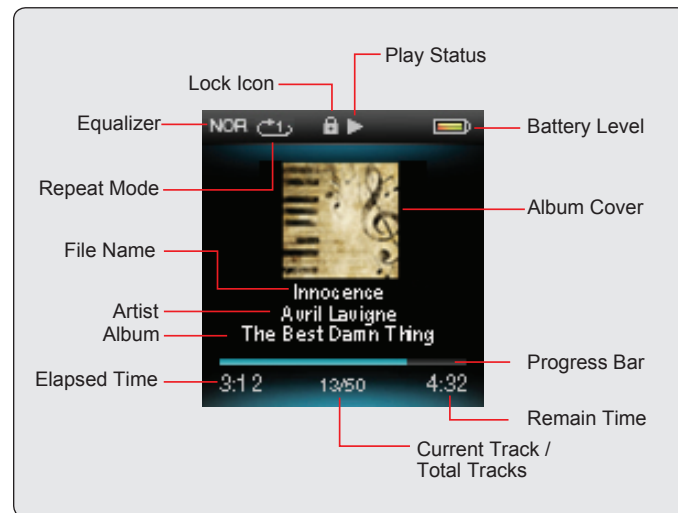 Play Status
Lock Icon
Equalizer
NOR
1
Battery Level
Repeat Mode
Album Cover
File Name
Innocence
Artist
Avril Lavigne
Album
The Best Damn Thing
Progress Bar
Elapsed Time
3:12
13/50
4:32
Remain Time
Current Track /
Total Tracks